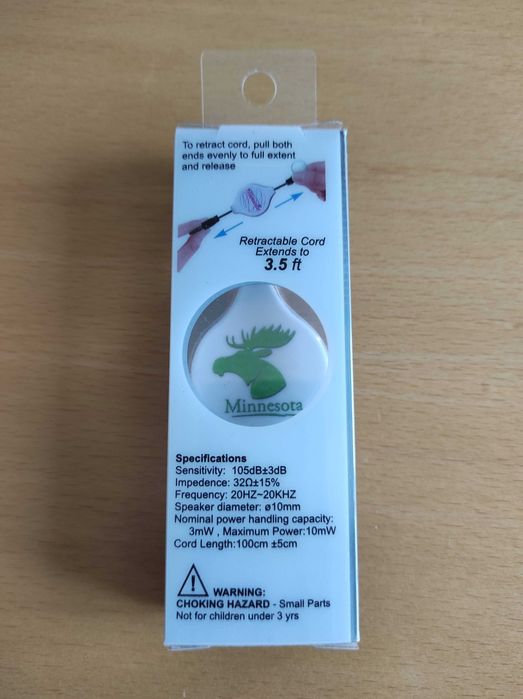 To retract cord, pull both
ends evenly to full extent
and release
Retractable Cord
Extends to
3.5 ft
Minnesota
Specifications
Sensitivity: 105dB±3dB
Impedence: 32Ω±15%
Frequency: 20HZ~20KHZ
Speaker diameter: ø10mm
Nominal power handling capacity:
3mW , Maximum Power:10mW
Cord Length:100cm ±5cm
WARNING:
CHOKING HAZARD - Small Parts
Not for children under 3 yrs